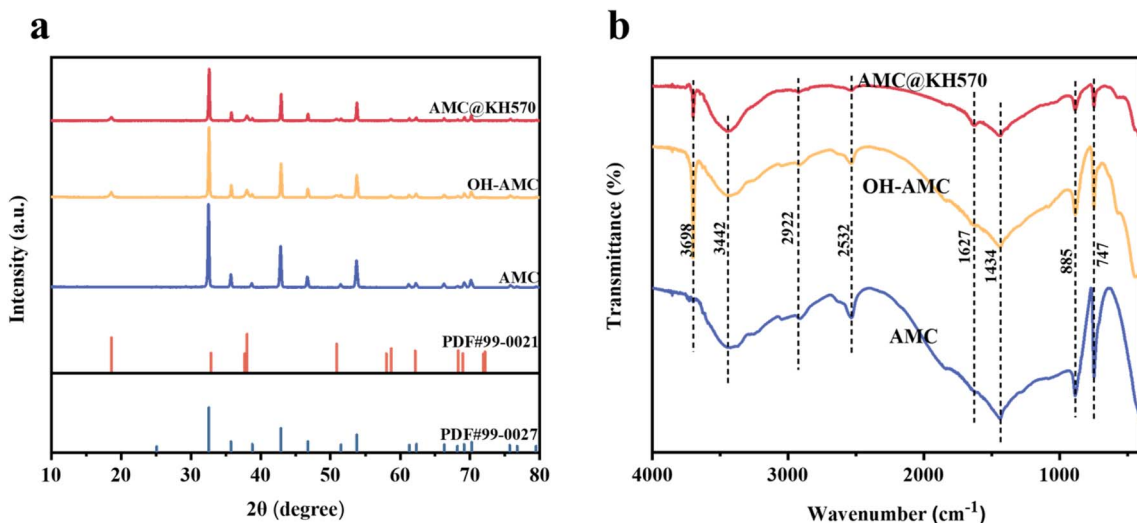 a
Intensity (a.u.)
AMC@KH570
OH-AMC
AMC
PDF#99-0021
PDF#99-0027
10 20 30 40 50 60 70 80
2θ (degree)
b
Transmittance (%)
AMC@KH570
OH-AMC
AMC
3698 3442 2922 2532 1627 1434 885 747
4000 3000 2000 1000
Wavenumber (cm⁻¹)